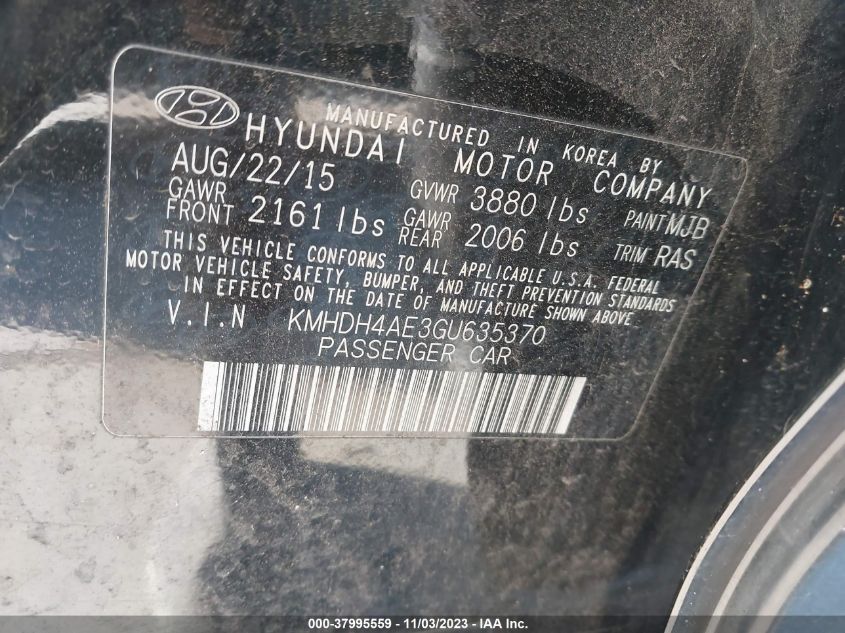 MANUFACTURED IN KOREA BY
HYUNDAI MOTOR COMPANY
AUG/22/15 GVWR 3880 lbs PAINT MJB
GAWR FRONT 2161 lbs GAWR REAR 2006 lbs TRIM RAS
THIS VEHICLE CONFORMS TO ALL APPLICABLE U.S.A. FEDERAL
MOTOR VEHICLE SAFETY, BUMPER, AND THEFT PREVENTION STANDARDS
IN EFFECT ON THE DATE OF MANUFACTURE SHOWN ABOVE
V.I.N KMHDH4AE3GU635370
PASSENGER CAR
000-37995559 - 11/03/2023 - IAA Inc.